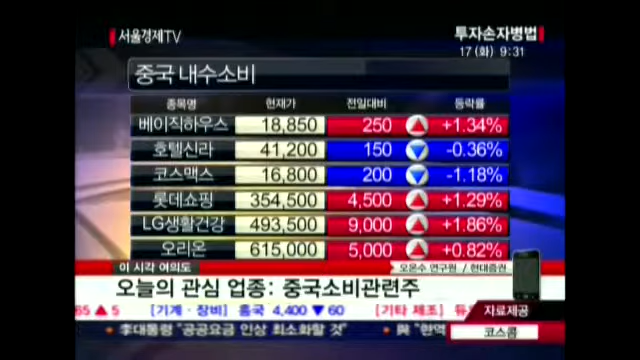 서울경제TV
투자손자병법
17 (화) 9:31
중국 내수소비
종목명 현재가 전일대비 등락률
베이직하우스 18,850 250 ▲ +1.34%
호텔신라 41,200 150 ▼ -0.36%
코스맥스 16,800 200 ▼ -1.18%
롯데쇼핑 354,500 4,500 ▲ +1.29%
LG생활건강 493,500 9,000 ▲ +1.86%
오리온 615,000 5,000 ▲ +0.82%
이 시각 여의도
오온수 연구원 / 현대증권
오늘의 관심 업종: 중국소비관련주
65 ▲ 5 [기계·장비] 흥국 4,400 ▼ 60 [기타 제조]
자료제공
이대통령 "공공요금 인상 최소화할 것"
코스콤